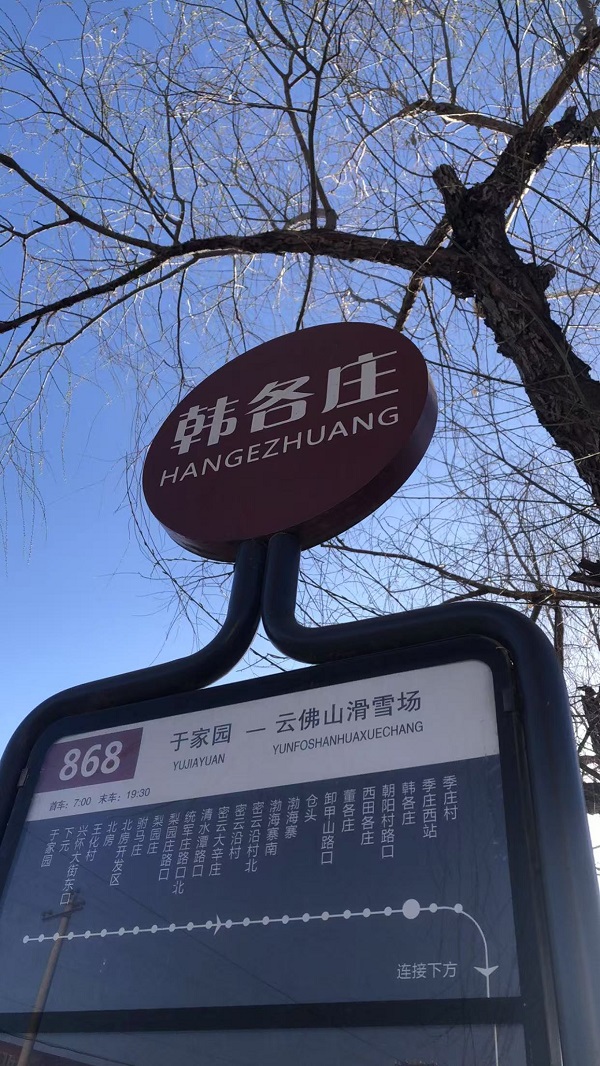 韩各庄
HANGEZHUANG
868
于家园 — 云佛山滑雪场
YUJIAYUAN YUNFOSHANHUAXUECHANG
首车: 7:00 末车: 19:30
于家园
下元
兴怀大街东口
王化村
北房
北房开发区
驸马庄
梨园庄
梨园庄路口
统军庄路口北
清水潭路口
密云大辛庄
密云沿村
密云沿村北
渤海寨南
渤海寨
仓头
卸甲山路口
董各庄
西田各庄
朝阳村路口
韩各庄
季庄西站
季庄村
连接下方